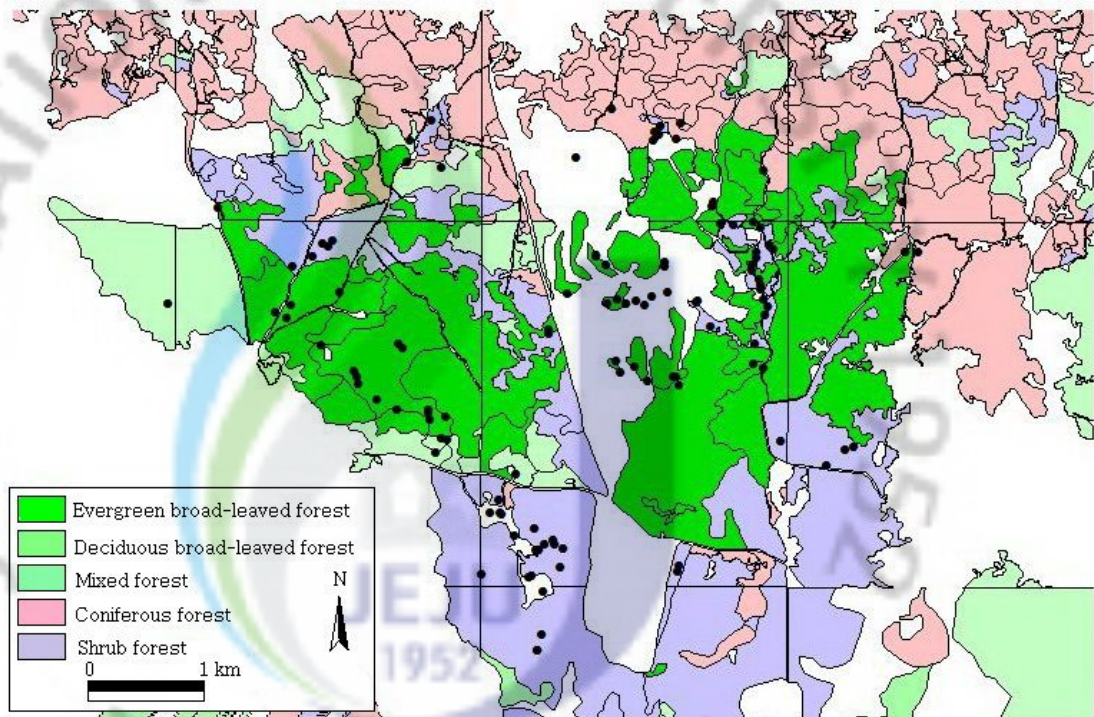 Evergreen broad-leaved forest
Deciduous broad-leaved forest
Mixed forest
Coniferous forest
Shrub forest
N
0 1 km
JEJU
1952
1952